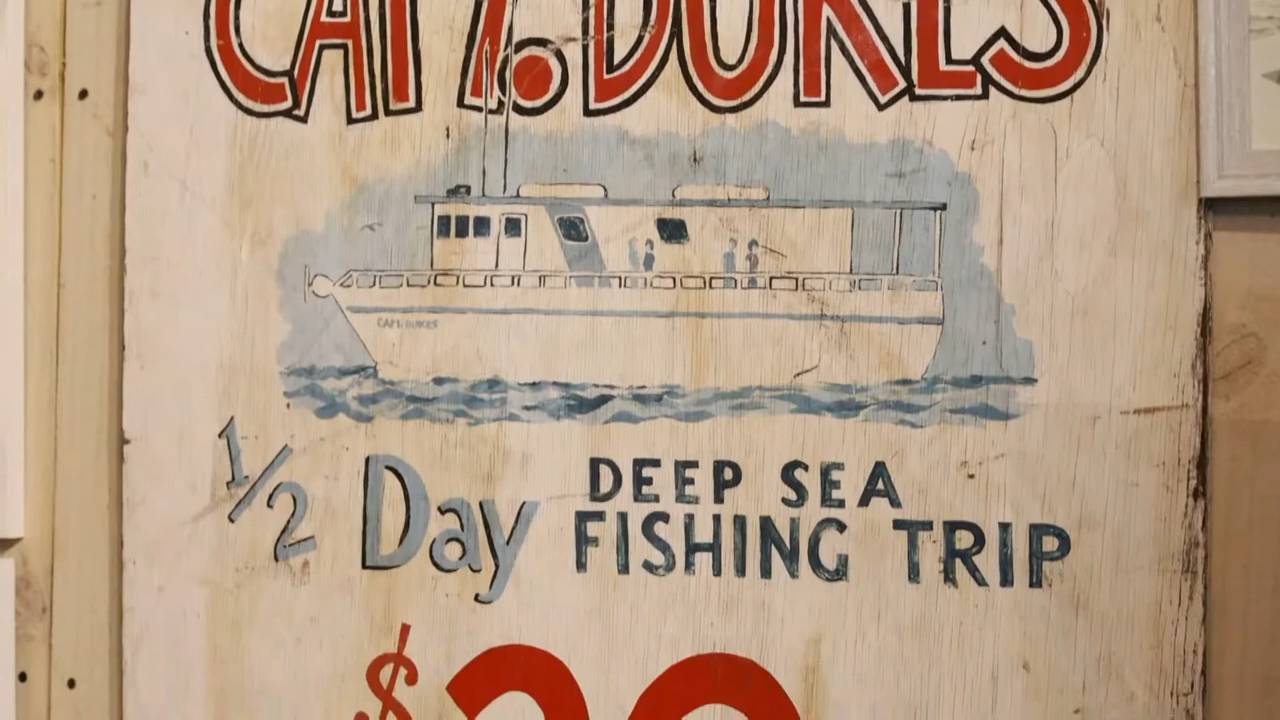 CAPT. DUKES
CAPT. DUKES
1/2 Day DEEP SEA
FISHING TRIP
$